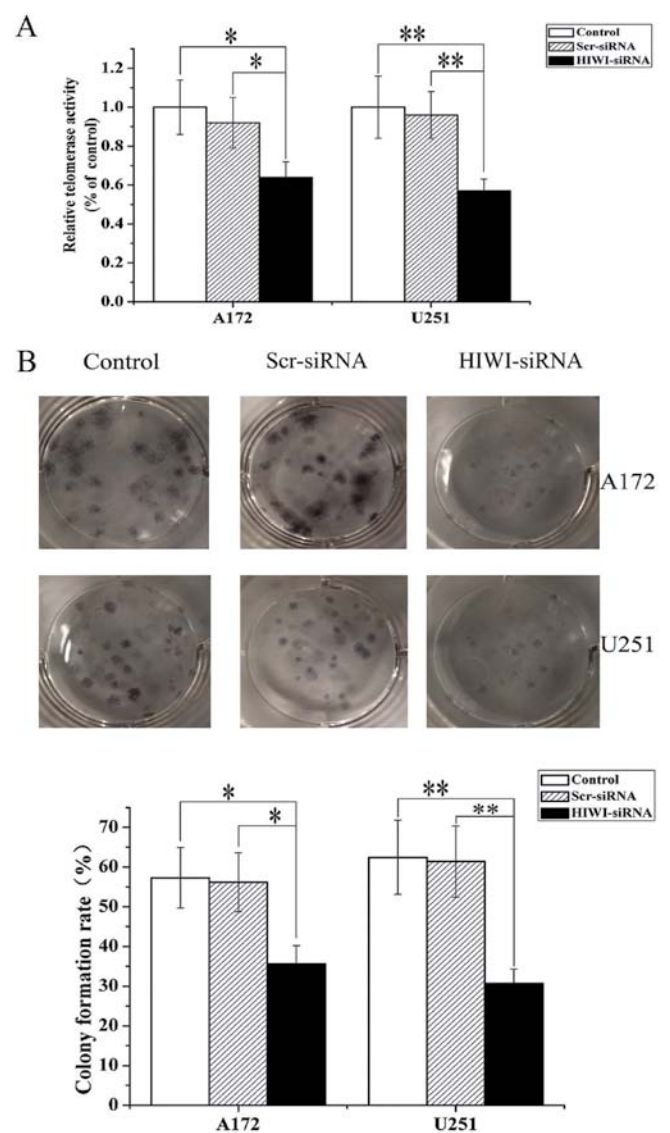 A
* **
* **
Control
Scr-siRNA
HIWI-siRNA
Relative telomerase activity
(% of control)
1.2
1.0
0.8
0.6
0.4
0.2
0.0
A172 U251
B Control Scr-siRNA HIWI-siRNA
A172
U251
Control
Scr-siRNA
HIWI-siRNA
* **
* **
Colony formation rate（%）
70
60
50
40
30
20
10
0
A172 U251